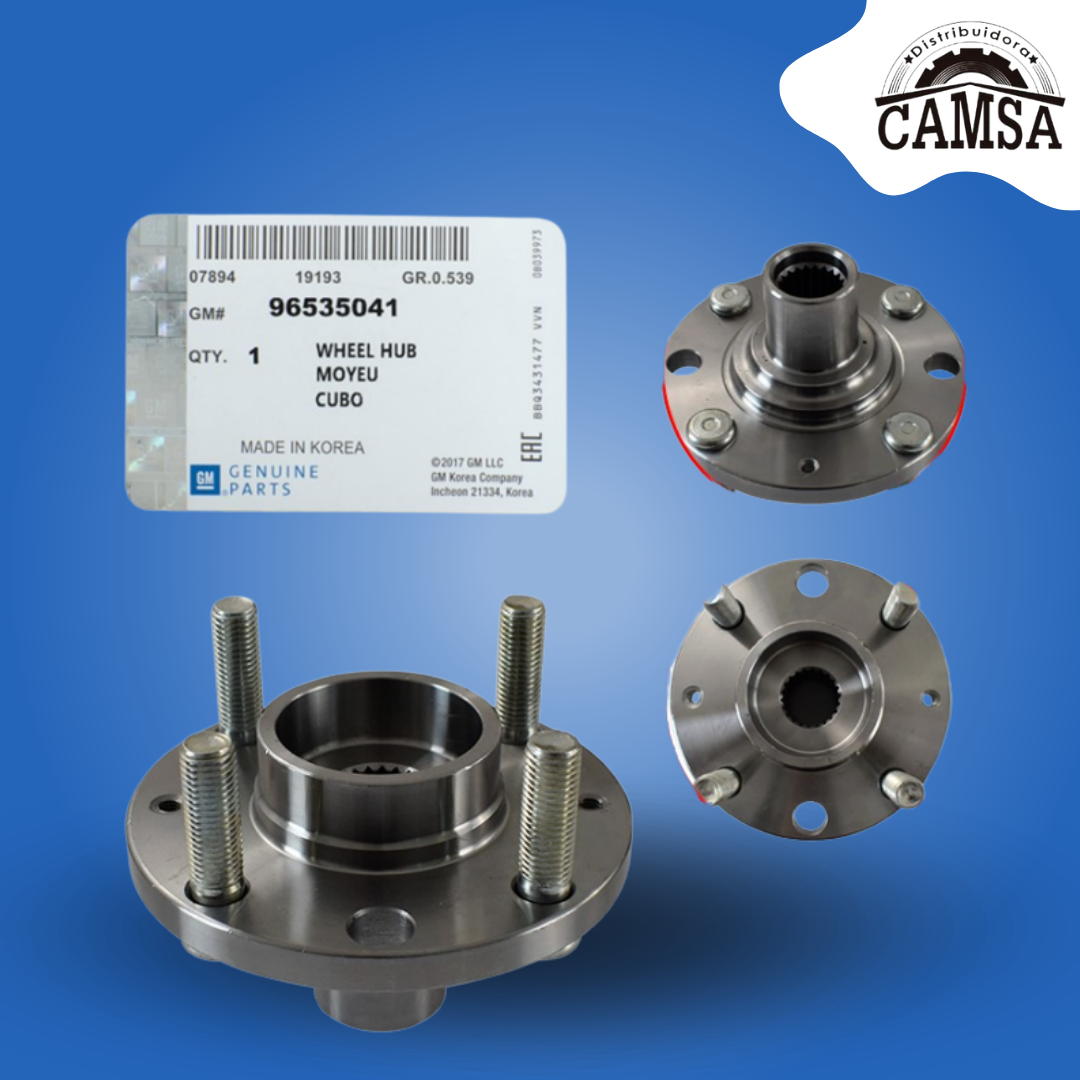 ★Distribuidora★
CAMSA
07894 19193 GR.0.539
GM# 96535041
QTY. 1 WHEEL HUB
MOYEU
CUBO
MADE IN KOREA
GM GENUINE
PARTS
©2017 GM LLC
GM Korea Company
Incheon 21334, Korea
EAC
BBQ3431477 VVN 08039973